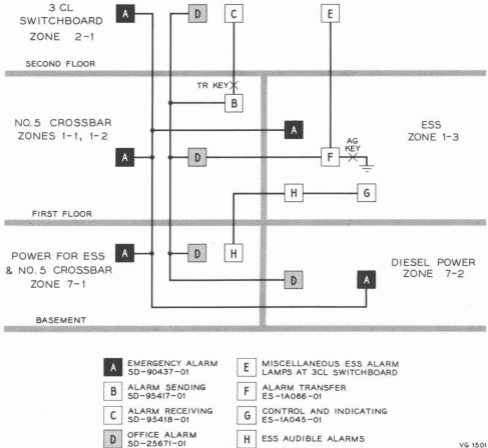 3 CL
SWITCHBOARD
ZONE 2-1
A
D
C
E
SECOND FLOOR
TR KEY
B
NO. 5 CROSSBAR
ZONES 1-1, 1-2
A
ESS
ZONE 1-3
A
D
F
AG
KEY
H
G
FIRST FLOOR
POWER FOR ESS
& NO. 5 CROSSBAR
ZONE 7-1
A
D
H
DIESEL POWER
ZONE 7-2
D
A
BASEMENT
A EMERGENCY ALARM
SD-90437-01
B ALARM SENDING
SD-95417-01
C ALARM RECEIVING
SD-95418-01
D OFFICE ALARM
SD-25671-01
E MISCELLANEOUS ESS ALARM
LAMPS AT 3CL SWITCHBOARD
F ALARM TRANSFER
ES-1A066-01
G CONTROL AND INDICATING
ES-1A045-01
H ESS AUDIBLE ALARMS
VG 1501